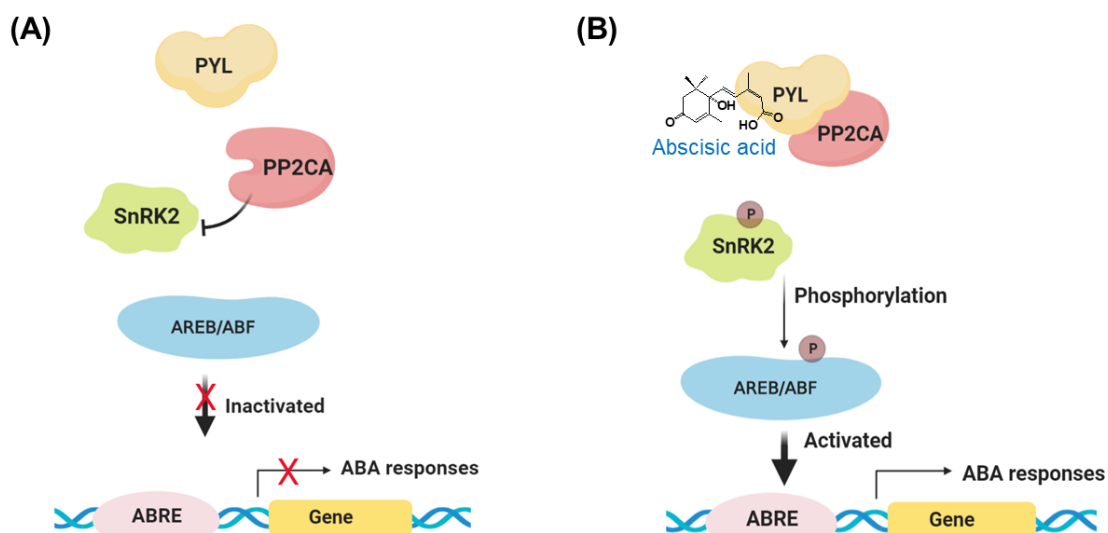 (A)
PYL
PP2CA
SnRK2
AREB/ABF
Inactivated
ABA responses
ABRE
Gene
(B)
OH
O
HO
O
PYL
PP2CA
Abscisic acid
P
SnRK2
Phosphorylation
P
AREB/ABF
Activated
ABA responses
ABRE
Gene